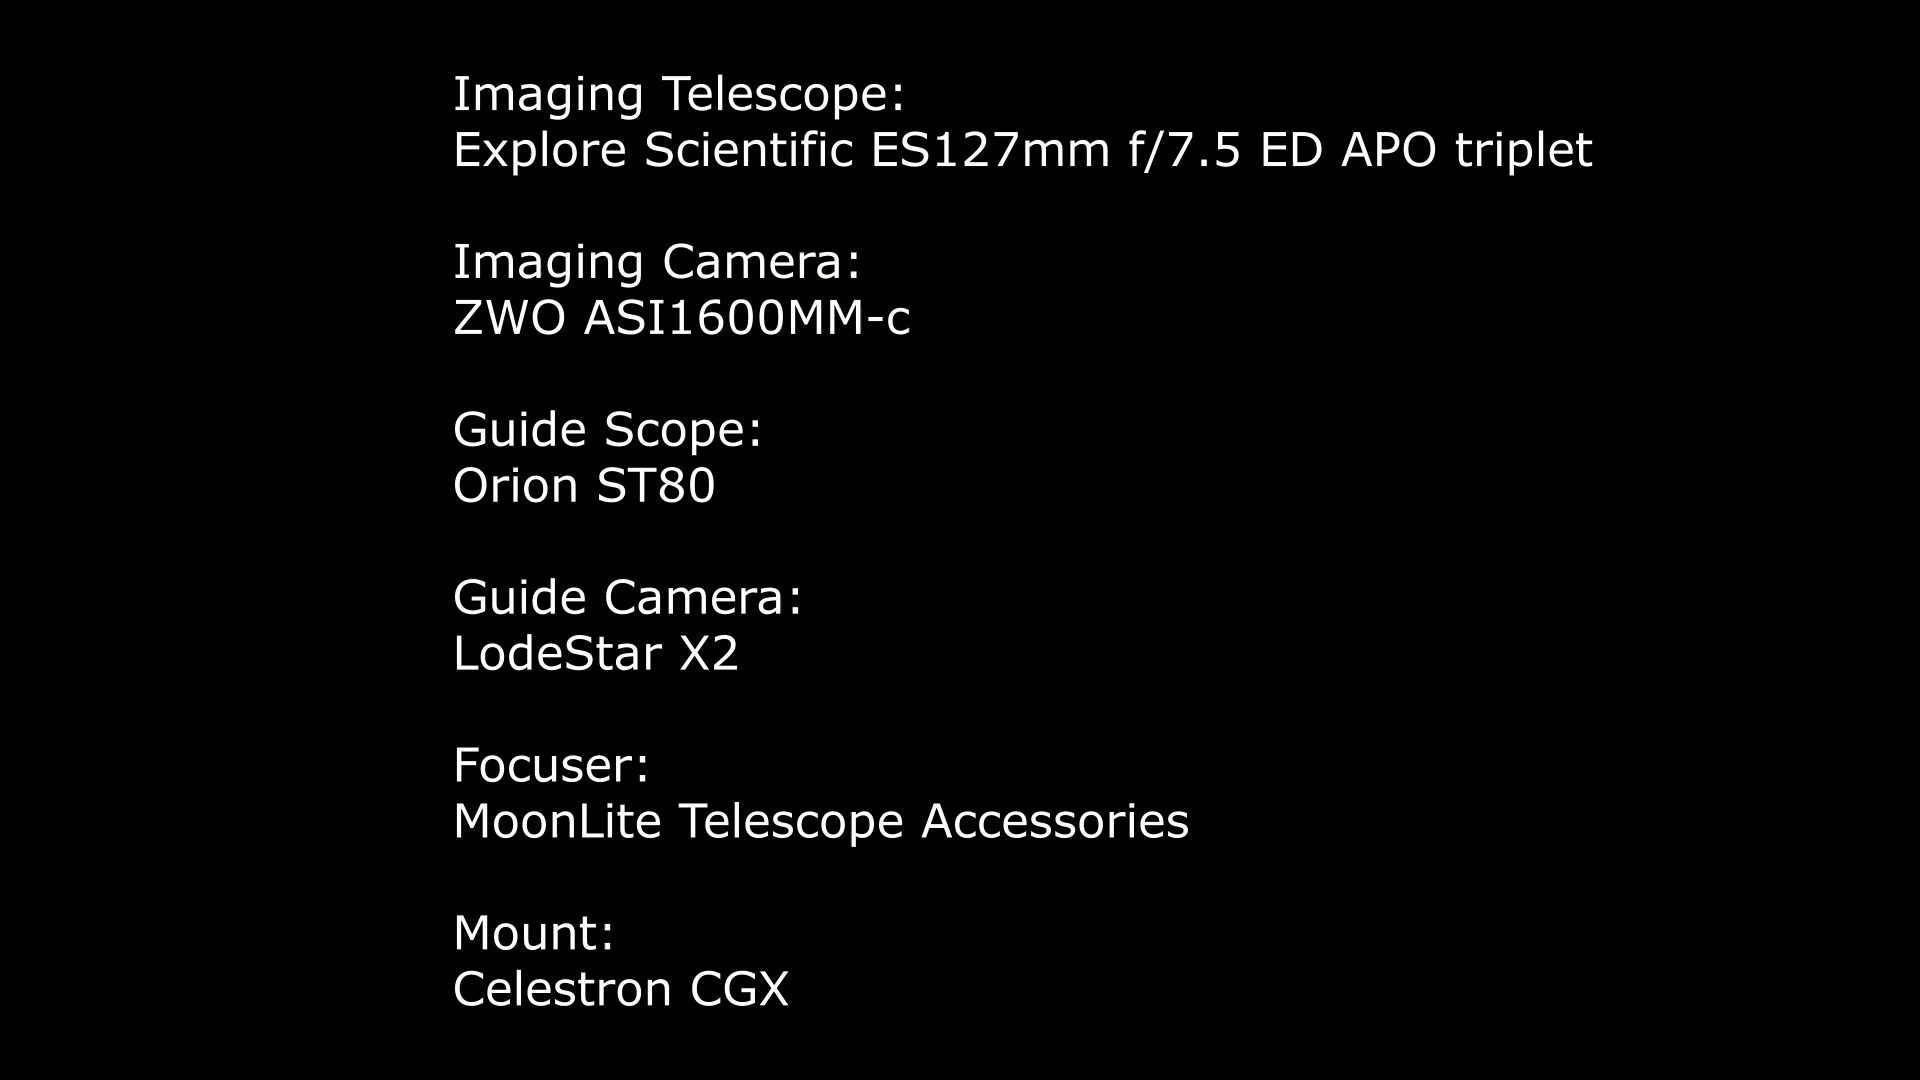 Imaging Telescope:
Explore Scientific ES127mm f/7.5 ED APO triplet
Imaging Camera:
ZWO ASI1600MM-c
Guide Scope:
Orion ST80
Guide Camera:
LodeStar X2
Focuser:
MoonLite Telescope Accessories
Mount:
Celestron CGX